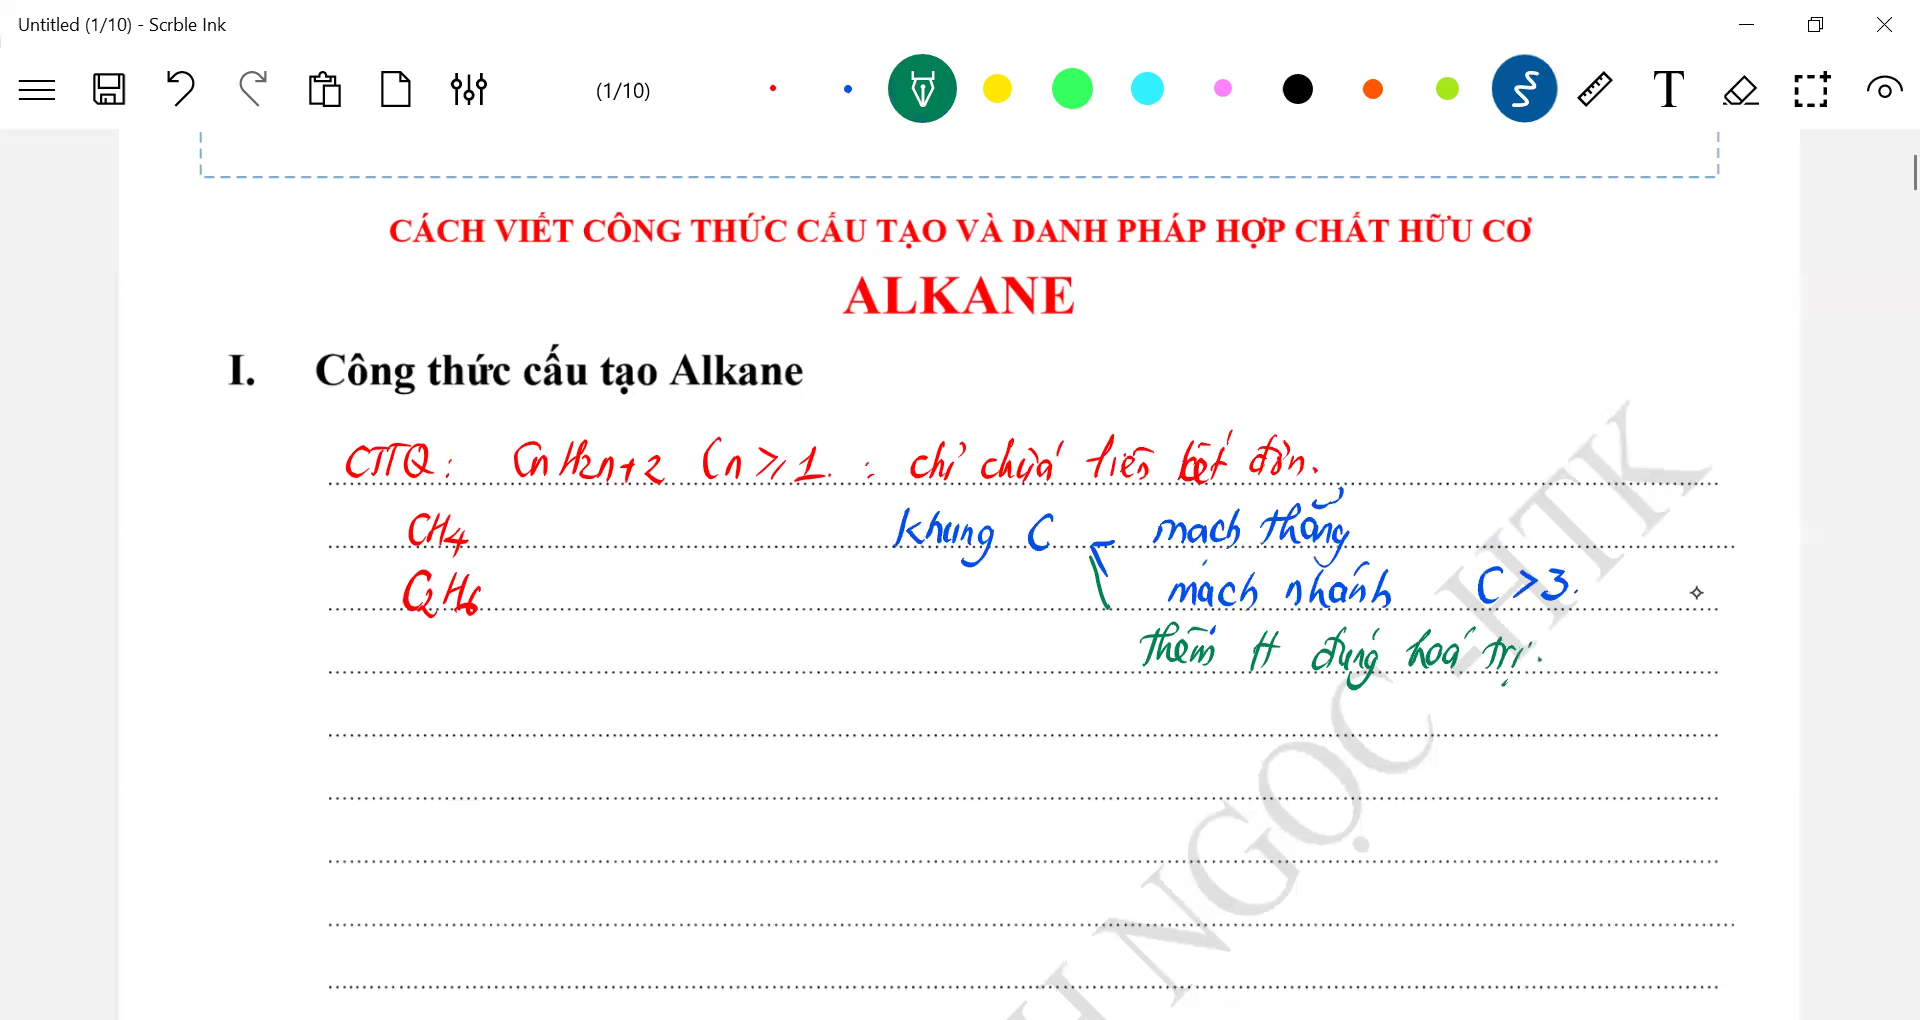 Untitled (1/10) - Scrble Ink
(1/10)
T
CÁCH VIẾT CÔNG THỨC CẤU TẠO VÀ DANH PHÁP HỢP CHẤT HỮU CƠ
ALKANE
I. Công thức cấu tạo Alkane
CTTQ: CnH2n+2 (n ≥ 1. : chỉ chứa liên kết đơn.
CH4 khung C mạch thẳng
C2H6 mạch nhánh C > 3.
thêm H đúng hoá trị.
H NGỌC -HTK